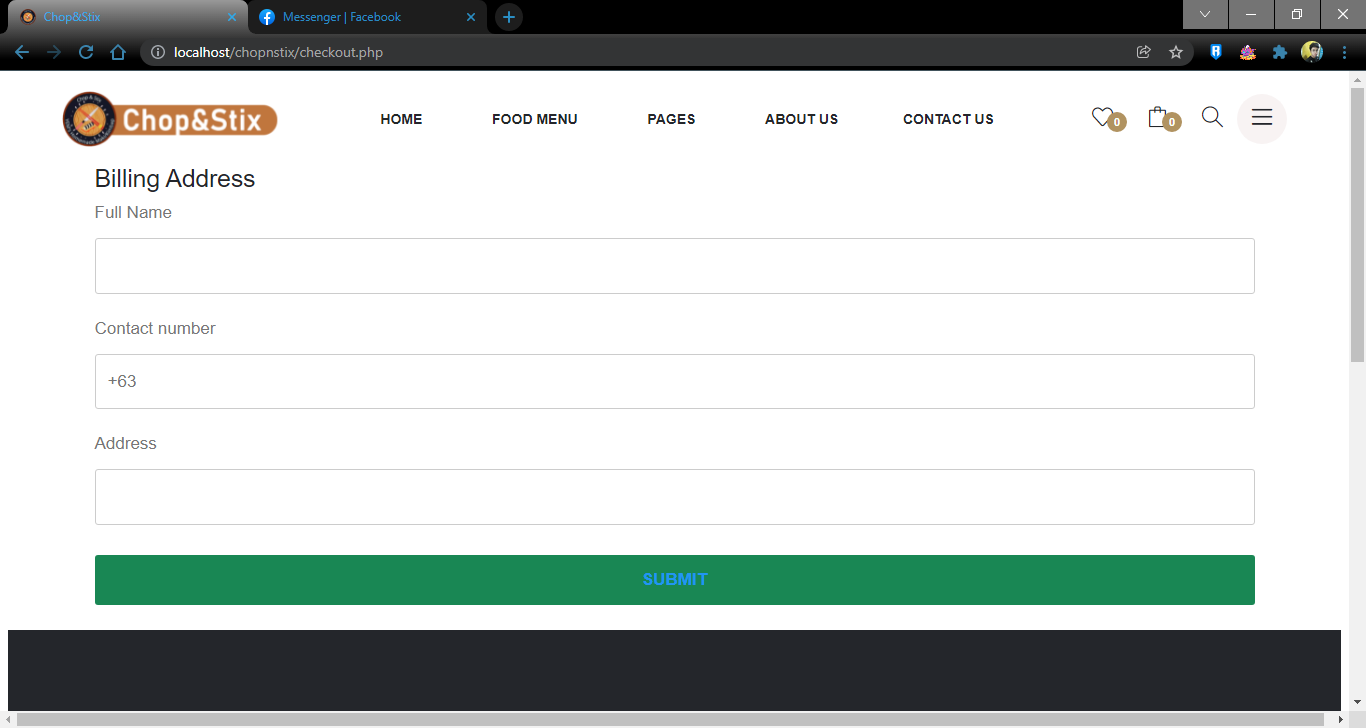 Chop&Stix
Messenger | Facebook
localhost/chopnstix/checkout.php
Chop&Stix
HOME
FOOD MENU
PAGES
ABOUT US
CONTACT US
0
0
Billing Address
Full Name
Contact number
+63
Address
SUBMIT